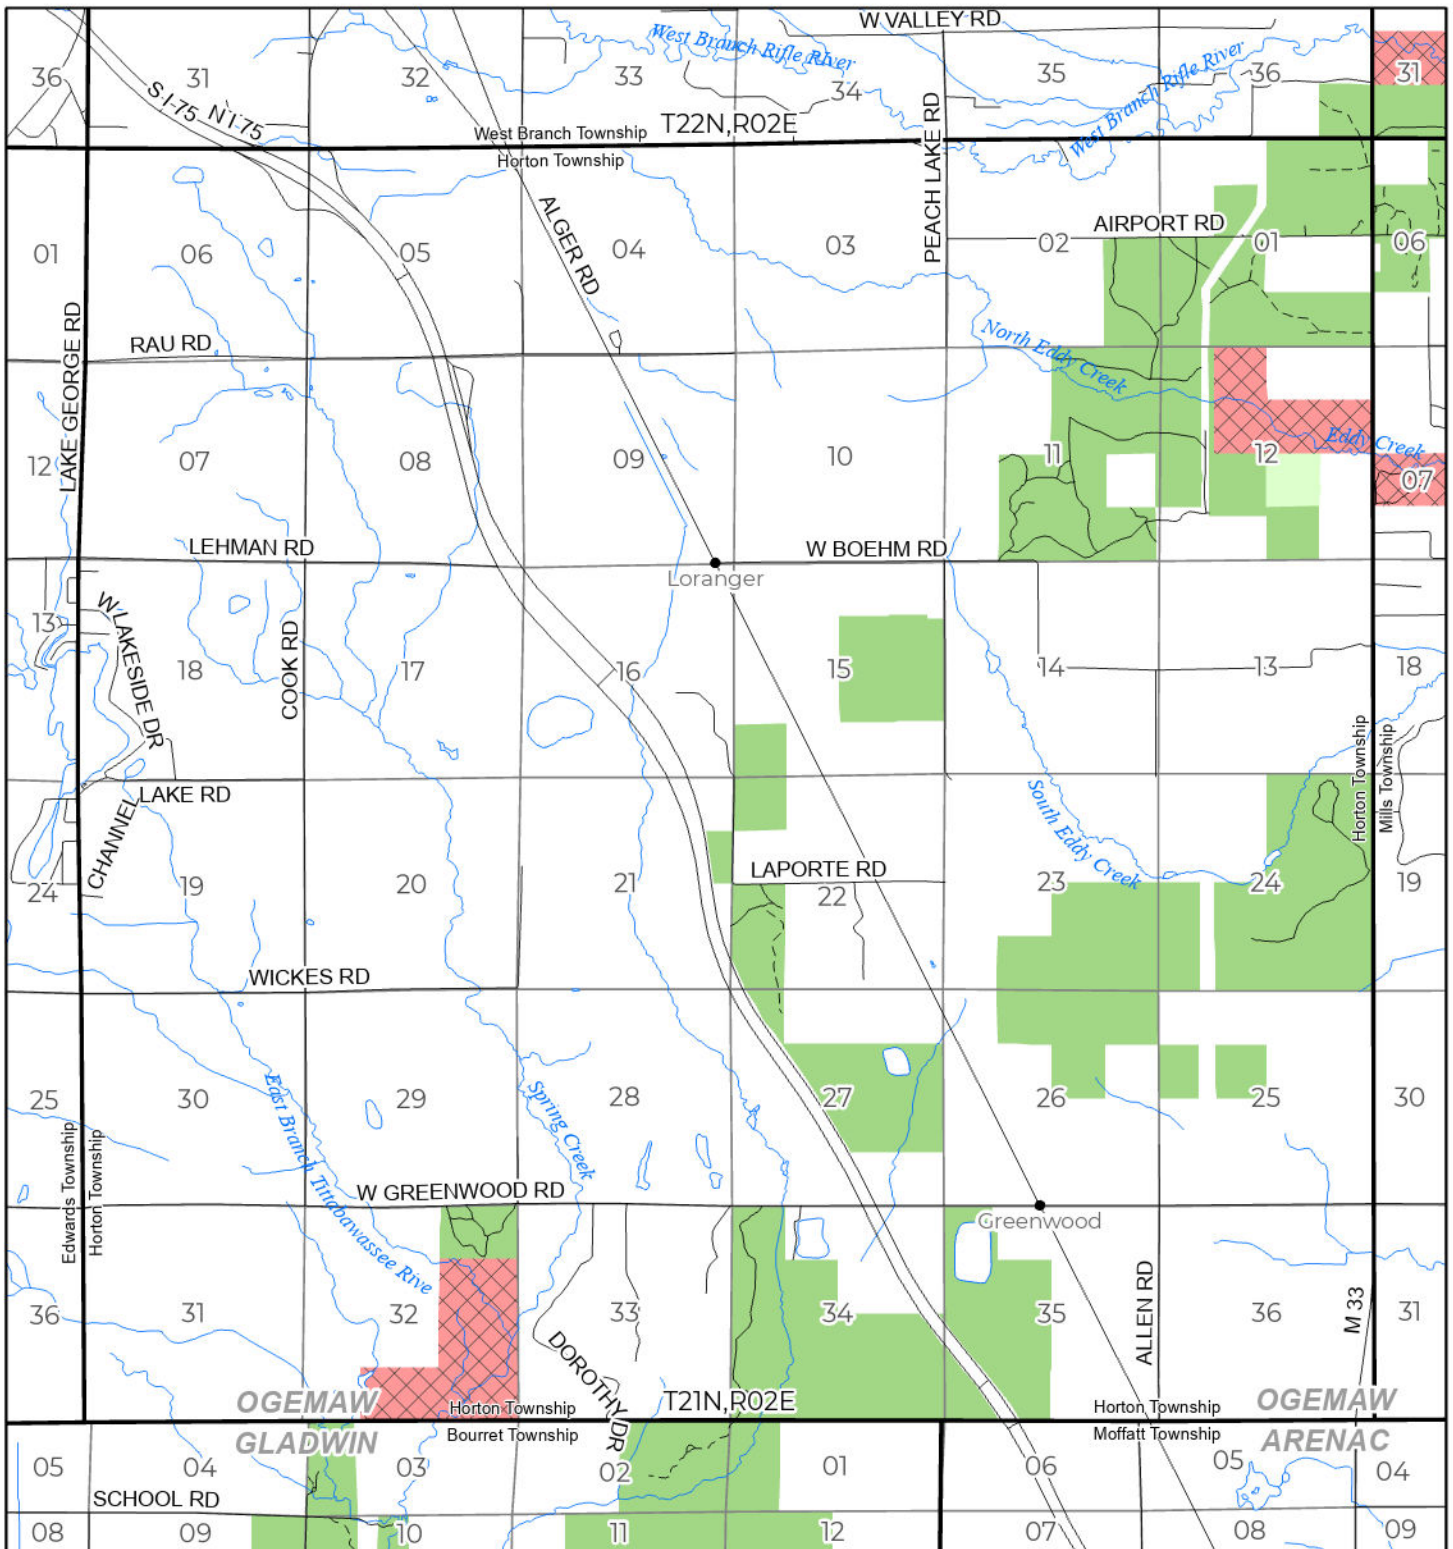 W VALLEY RD
West Branch Rifle River
36
31
32
33
34
35
36
31
S I-75
N I 75
West Branch Township
T22N,R02E
PEACH LAKE RD
West Branch Rifle River
Horton Township
ALGER RD
AIRPORT RD
01
06
05
04
03
02
01
06
LAKE GEORGE RD
RAU RD
North Eddy Creek
12
07
08
09
10
11
12
Eddy Creek
07
LEHMAN RD
W BOEHM RD
Loranger
13
W LAKESIDE DR
COOK RD
18
17
16
15
14
13
18
Horton Township
Mills Township
LAKE RD
CHANNEL
South Eddy Creek
LAPORTE RD
24
19
20
21
22
23
24
19
WICKES RD
25
30
29
28
27
26
25
30
East Branch Tittabawassee Rive
Spring Creek
Edwards Township
Horton Township
W GREENWOOD RD
Greenwood
36
31
32
33
34
35
36
31
ALLEN RD
M 33
DOROTHY DR
OGEMAW
Horton Township
T21N,R02E
Horton Township
OGEMAW
GLADWIN
Bourret Township
Moffatt Township
ARENAC
05
04
03
02
01
06
05
04
SCHOOL RD
08
09
10
11
12
07
08
09